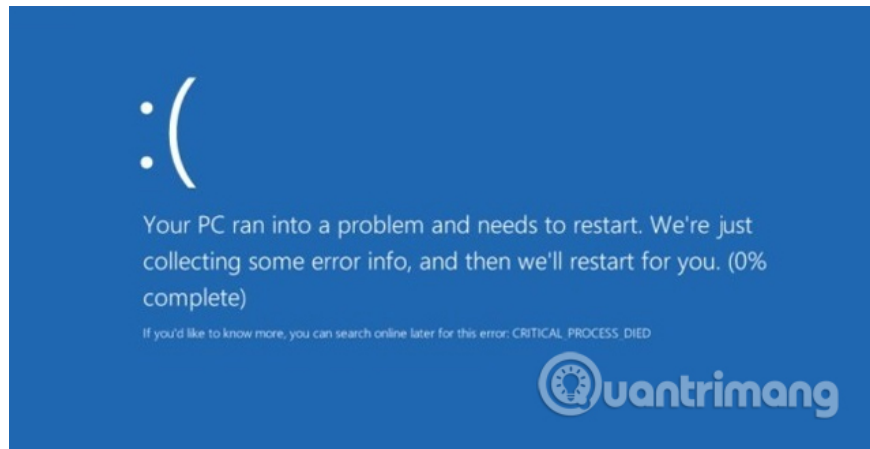 :(
Your PC ran into a problem and needs to restart. We're just
collecting some error info, and then we'll restart for you. (0%
complete)
If you'd like to know more, you can search online later for this error: CRITICAL_PROCESS_DIED
Quantrimang